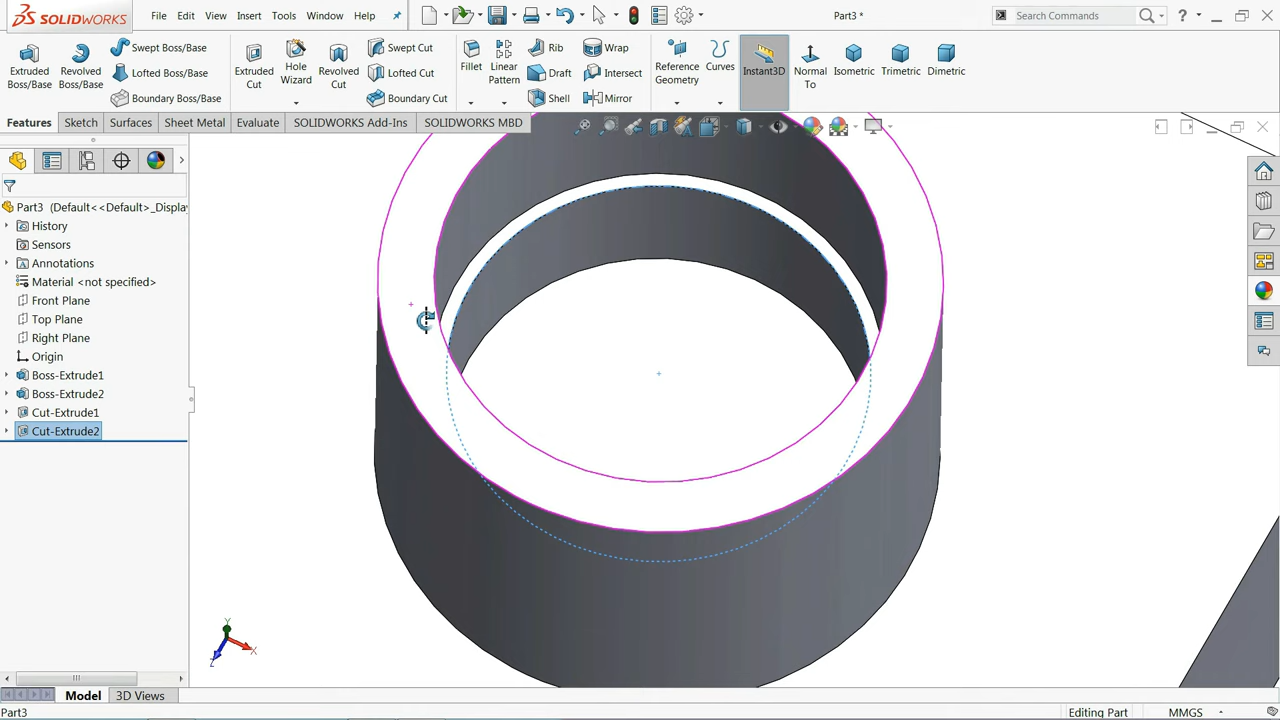 SOLIDWORKS
File
Edit
View
Insert
Tools
Window
Help
Part3 *
Search Commands
?
Extruded Boss/Base
Revolved Boss/Base
Swept Boss/Base
Lofted Boss/Base
Boundary Boss/Base
Extruded Cut
Hole Wizard
Revolved Cut
Swept Cut
Lofted Cut
Boundary Cut
Fillet
Linear Pattern
Rib
Draft
Shell
Wrap
Intersect
Mirror
Reference Geometry
Curves
Instant3D
Normal To
Isometric
Trimetric
Dimetric
Features
Sketch
Surfaces
Sheet Metal
Evaluate
SOLIDWORKS Add-Ins
SOLIDWORKS MBD
Part3 (Default<<Default>_Display
History
Sensors
Annotations
Material <not specified>
Front Plane
Top Plane
Right Plane
Origin
Boss-Extrude1
Boss-Extrude2
Cut-Extrude1
Cut-Extrude2
Y
X
Z
Model
3D Views
Part3
Editing Part
MMGS